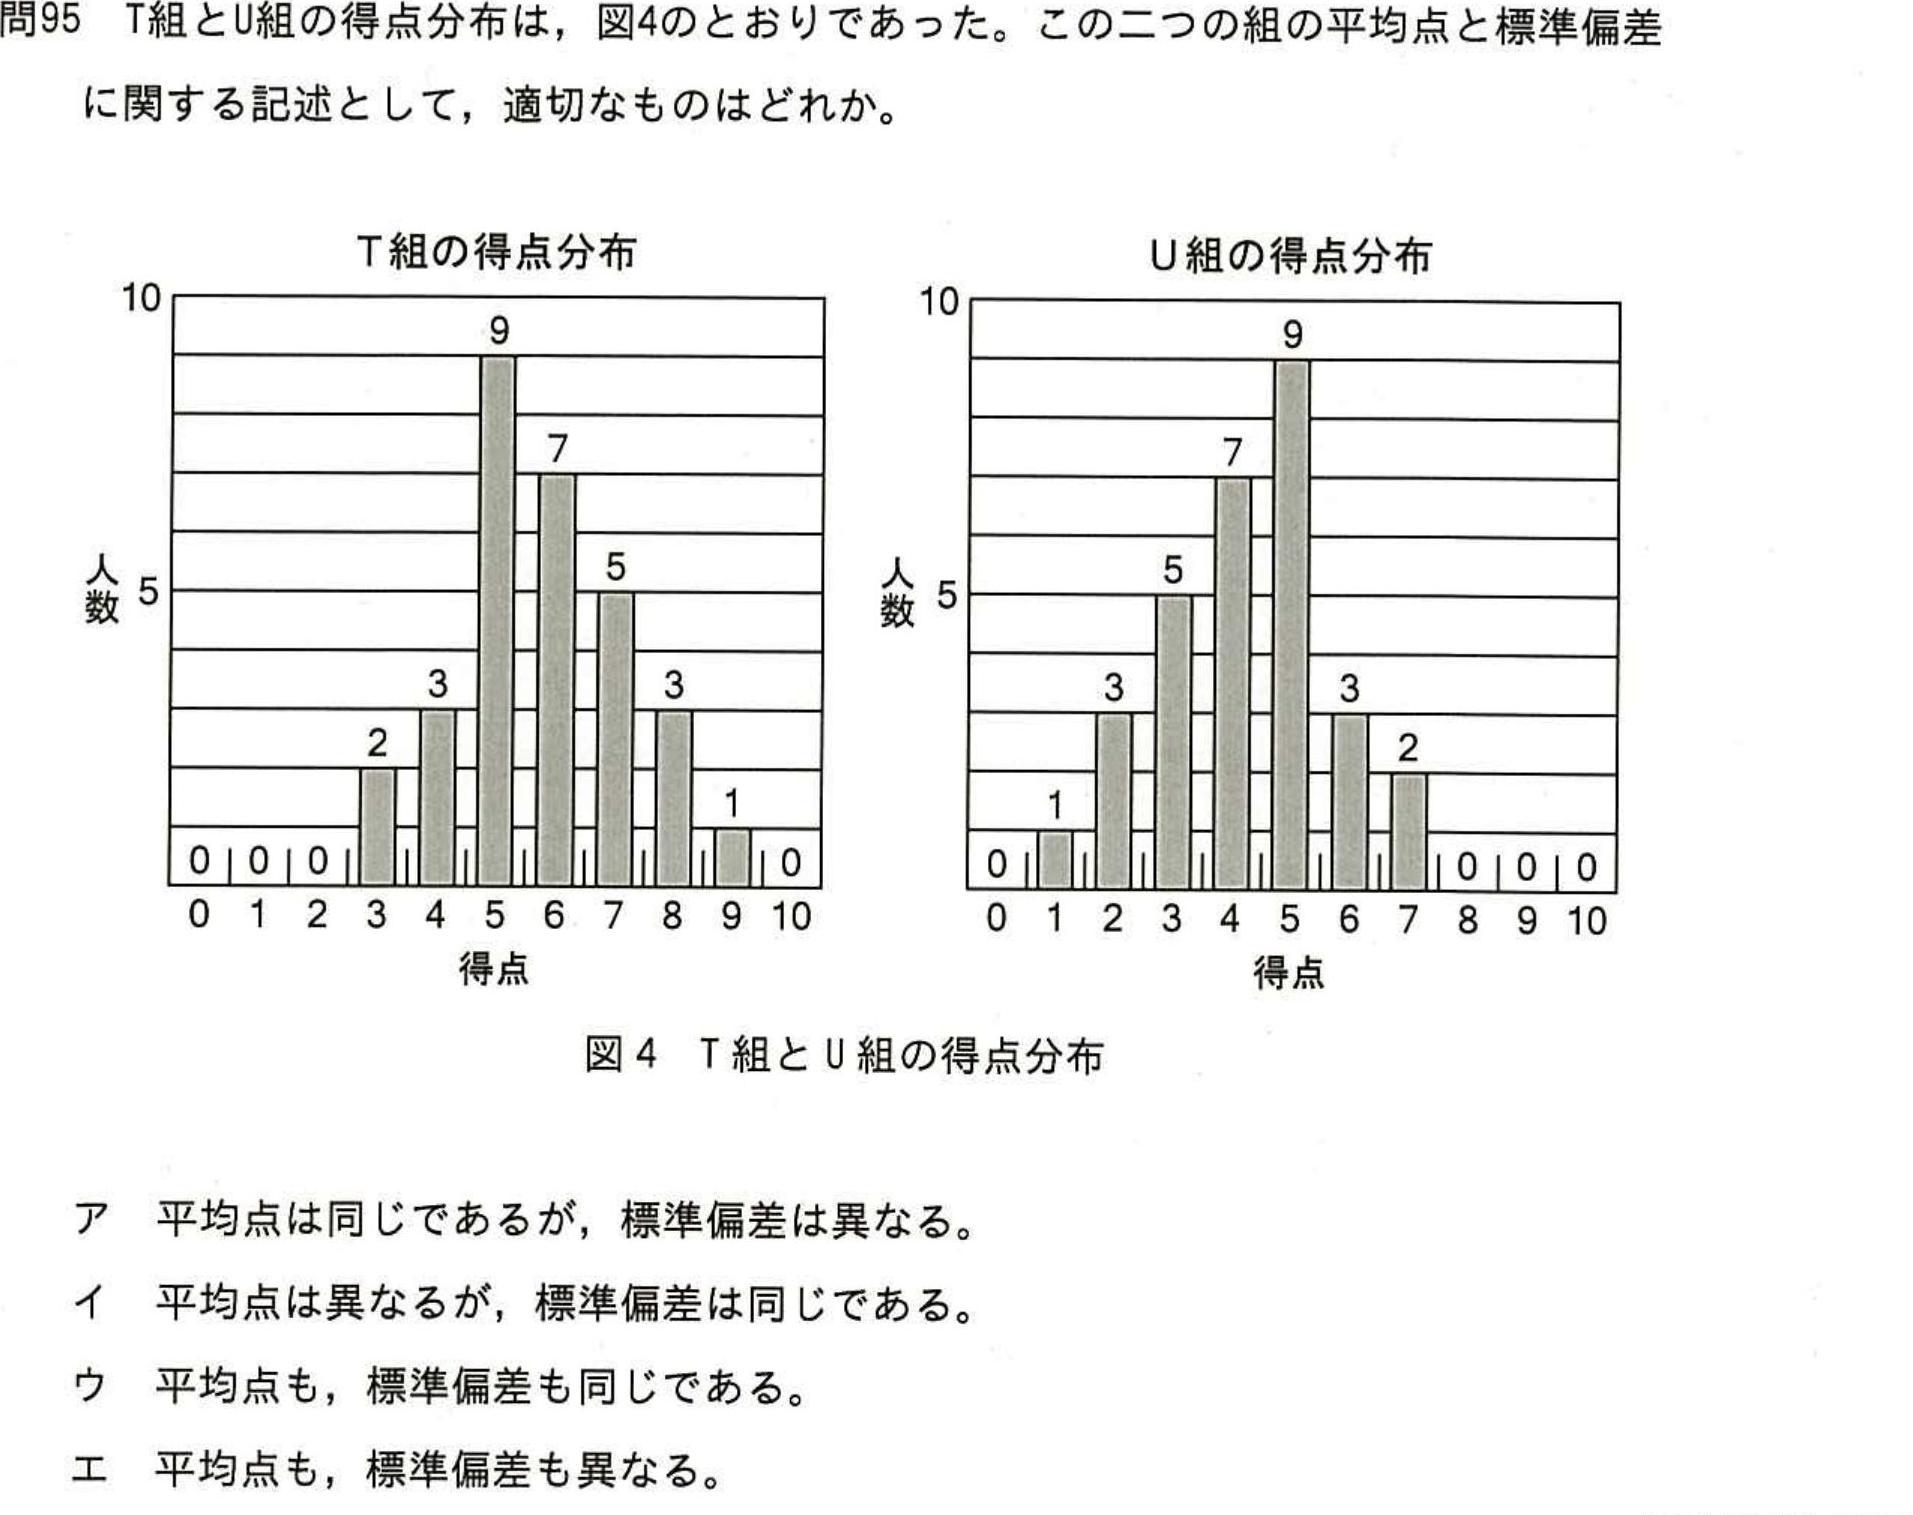 問95　T組とU組の得点分布は，図4のとおりであった。この二つの組の平均点と標準偏差
に関する記述として，適切なものはどれか。
T組の得点分布
10
9
7
5
人数
5
3
3
2
1
0 0 0 0
0 1 2 3 4 5 6 7 8 9 10
得点
U組の得点分布
10
9
7
5
人数
5
3
3
2
1
0 0 0 0
0 1 2 3 4 5 6 7 8 9 10
得点
図4　T組とU組の得点分布
ア　平均点は同じであるが，標準偏差は異なる。
イ　平均点は異なるが，標準偏差は同じである。
ウ　平均点も，標準偏差も同じである。
エ　平均点も，標準偏差も異なる。